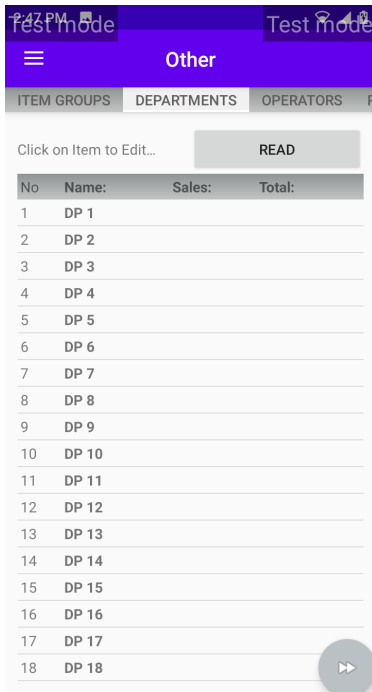 2:47 PM
Test mode Test mode
Other
ITEM GROUPS DEPARTMENTS OPERATORS
Click on Item to Edit... READ
No Name: Sales: Total:
1 DP 1
2 DP 2
3 DP 3
4 DP 4
5 DP 5
6 DP 6
7 DP 7
8 DP 8
9 DP 9
10 DP 10
11 DP 11
12 DP 12
13 DP 13
14 DP 14
15 DP 15
16 DP 16
17 DP 17
18 DP 18